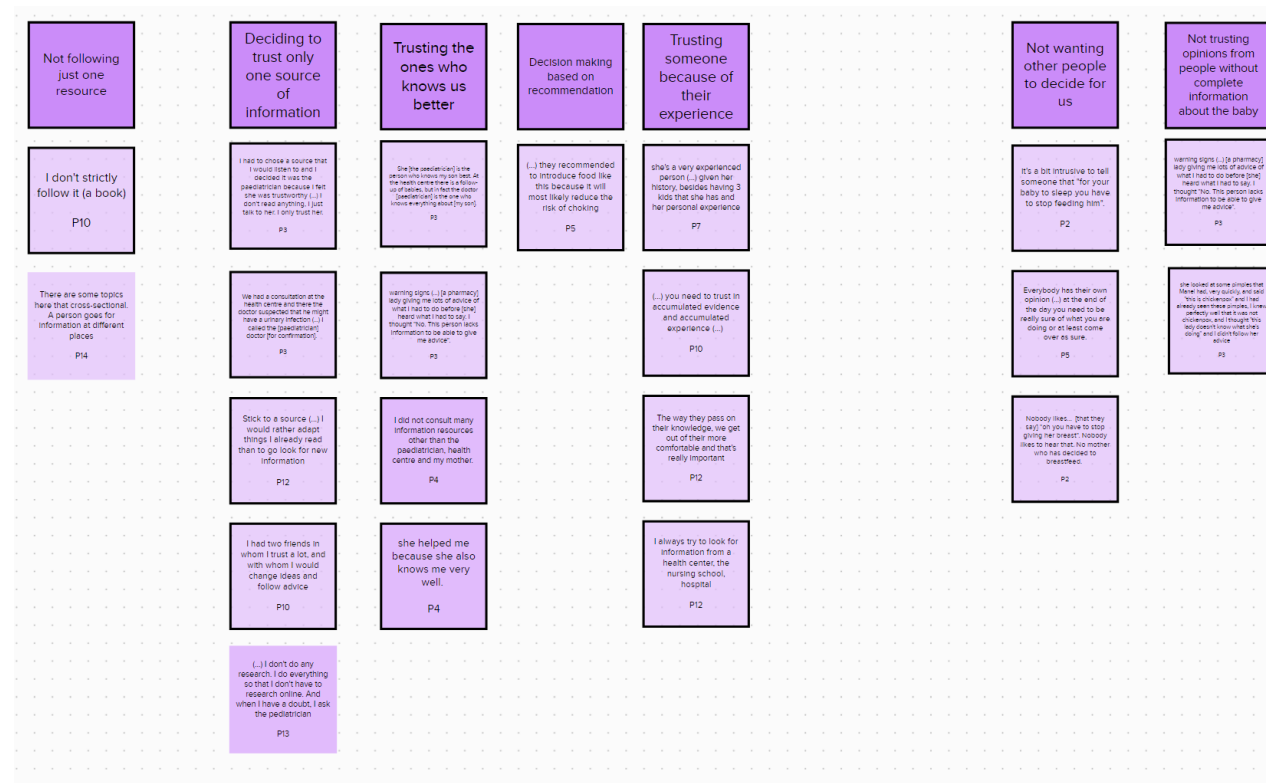 Not following
just one
resource
I don't strictly
follow it (a book)
P10
There are some topics
here that cross-sectional.
A person goes for
information at different
places
P14
Deciding to
trust only
one source
of
information
I had to chose a source that
I would listen to and I
decided it was the
paediatrician because I felt
she was trustworthy (...) I
don't read anything, I just
talk to her. I only trust her.
P3
We had a consultation at the
health centre and there the
doctor suspected that he might
have a urinary infection (...) I
called the [paediatrician]
doctor [for confirmation].
P3
Stick to a source (...) I
would rather adapt
things I already read
than to go look for new
information
P12
I had two friends in
whom I trust a lot, and
with whom I would
change ideas and
follow advice
P10
(...) I don't do any
research. I do everything
so that I don't have to
research online. And
when I have a doubt, I ask
the pediatrician
P13
Trusting the
ones who
knows us
better
She [the paediatrician] is the
person who knows my son best. At
the health centre there is a follow-
up of babies, but in fact the doctor
[paediatrician] is the one who
knows everything about [my son]
P3
warning signs (...) [a pharmacy]
lady giving me lots of advice of
what I had to do before [she]
heard what I had to say. I
thought "No. This person lacks
information to be able to give
me advice".
P3
I did not consult many
information resources
other than the
paediatrician, health
centre and my mother.
P4
she helped me
because she also
knows me very
well.
P4
Decision making
based on
recommendation
(...) they recommended
to introduce food like
this because it will
most likely reduce the
risk of choking
P5
Trusting
someone
because of
their
experience
she's a very experienced
person (...) given her
history, besides having 3
kids that she has and
her personal experience
P7
(...) you need to trust in
accumulated evidence
and accumulated
experience (...)
P10
The way they pass on
their knowledge, we get
out of their more
comfortable and that's
really important
P12
I always try to look for
information from a
health center, the
nursing school,
hospital
P12
Not wanting
other people
to decide for
us
It's a bit intrusive to tell
someone that "for your
baby to sleep you have
to stop feeding him".
P2
Everybody has their own
opinion (...) at the end of
the day you need to be
really sure of what you are
doing or at least come
over as sure.
P5
Nobody likes... [that they
say] "oh you have to stop
giving her breast". Nobody
likes to hear that. No mother
who has decided to
breastfeed.
P2
Not trusting
opinions from
people without
complete
information
about the baby
warning signs (...) [a pharmacy]
lady giving me lots of advice of
what I had to do before [she]
heard what I had to say. I
thought "No. This person lacks
information to be able to give
me advice".
P3
she looked at some pimples that
Manel had, very quickly, and said
"this is chickenpox" and I had
already seen these pimples, I knew
perfectly well that it was not
chickenpox, and I thought "this
lady doesn't know what she's
doing" and I didn't follow her
advice
P3